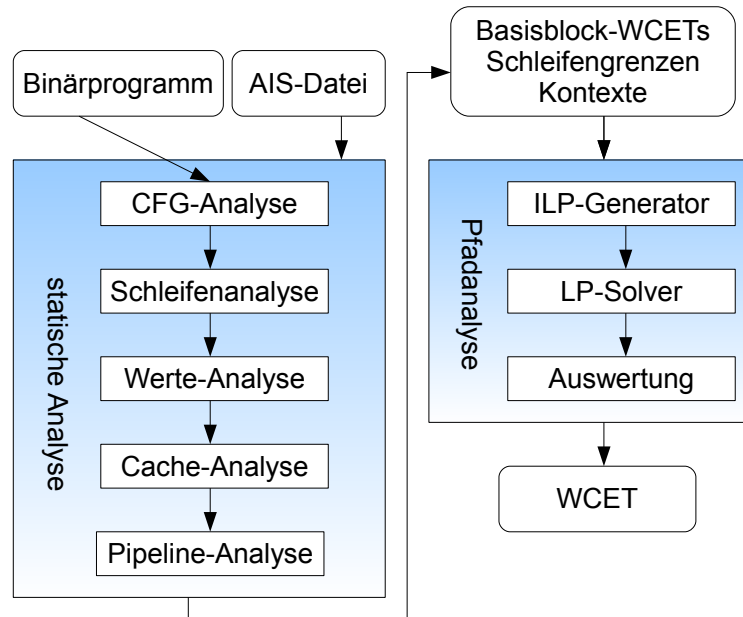 Binärprogramm
AIS-Datei
statische Analyse
CFG-Analyse
Schleifenanalyse
Werte-Analyse
Cache-Analyse
Pipeline-Analyse
Basisblock-WCETs
Schleifengrenzen
Kontexte
Pfadanalyse
ILP-Generator
LP-Solver
Auswertung
WCET